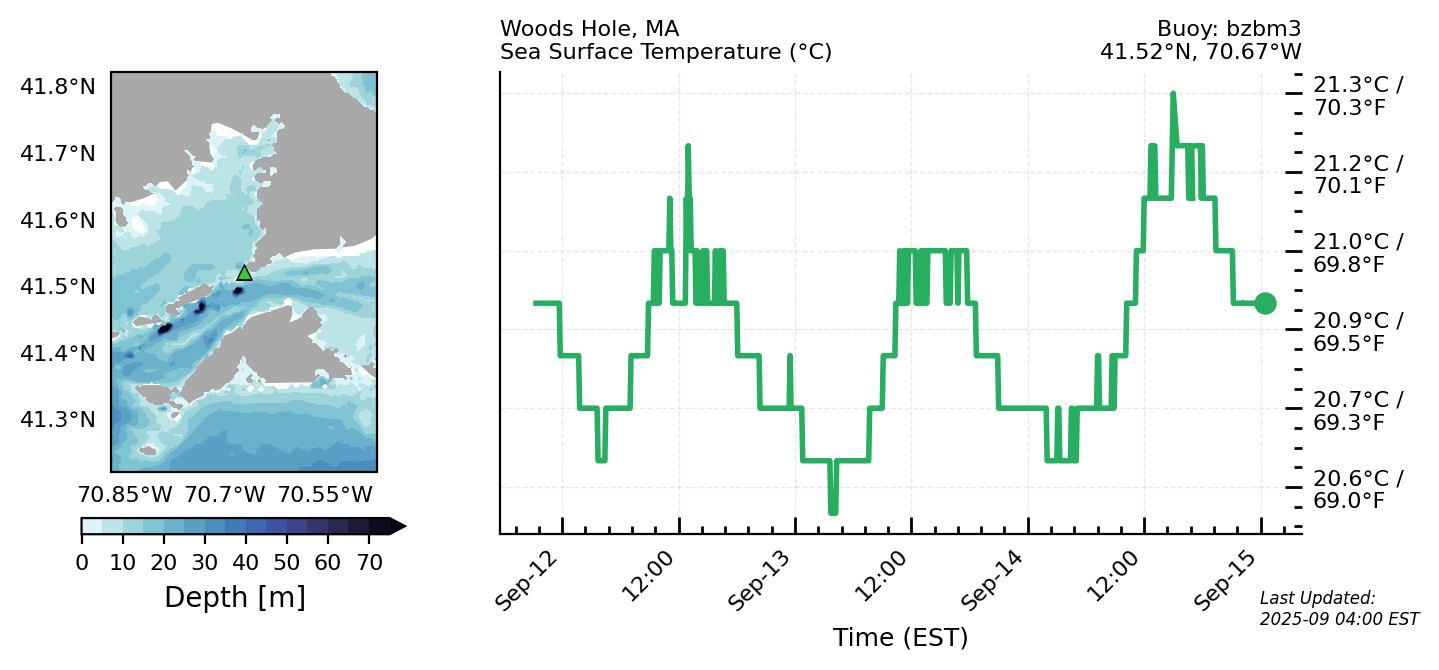 Woods Hole, MA
Sea Surface Temperature (°C)
Buoy: bzbm3
41.52°N, 70.67°W
41.8°N
41.7°N
41.6°N
41.5°N
41.4°N
41.3°N
70.85°W 70.7°W 70.55°W
0 10 20 30 40 50 60 70
Depth [m]
21.3°C /
70.3°F
21.2°C /
70.1°F
21.0°C /
69.8°F
20.9°C /
69.5°F
20.7°C /
69.3°F
20.6°C /
69.0°F
Sep-12
12:00
Sep-13
12:00
Sep-14
12:00
Sep-15
Time (EST)
Last Updated:
2025-09 04:00 EST